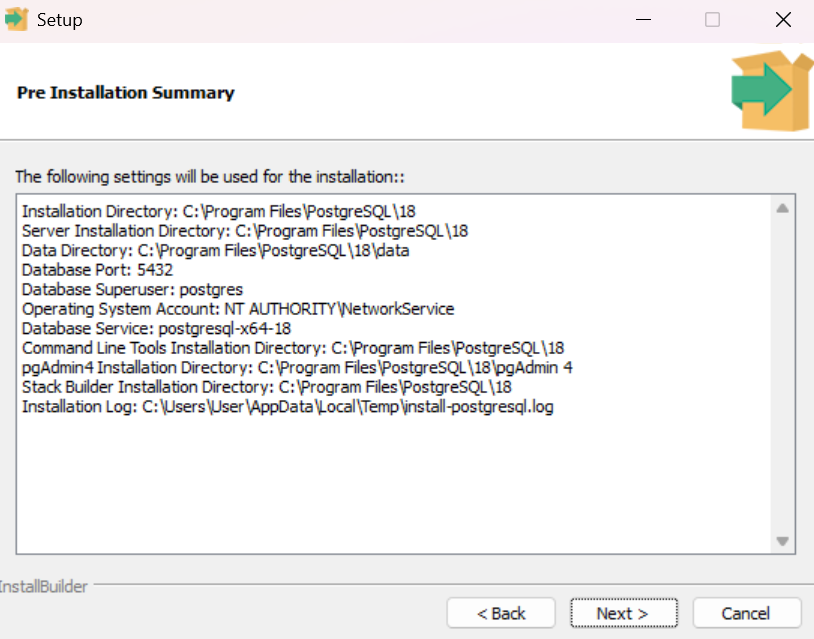 Setup
Pre Installation Summary
The following settings will be used for the installation::
Installation Directory: C:\Program Files\PostgreSQL\18
Server Installation Directory: C:\Program Files\PostgreSQL\18
Data Directory: C:\Program Files\PostgreSQL\18\data
Database Port: 5432
Database Superuser: postgres
Operating System Account: NT AUTHORITY\NetworkService
Database Service: postgresql-x64-18
Command Line Tools Installation Directory: C:\Program Files\PostgreSQL\18
pgAdmin4 Installation Directory: C:\Program Files\PostgreSQL\18\pgAdmin 4
Stack Builder Installation Directory: C:\Program Files\PostgreSQL\18
Installation Log: C:\Users\User\AppData\Local\Temp\install-postgresql.log
InstallBuilder
< Back
Next >
Cancel